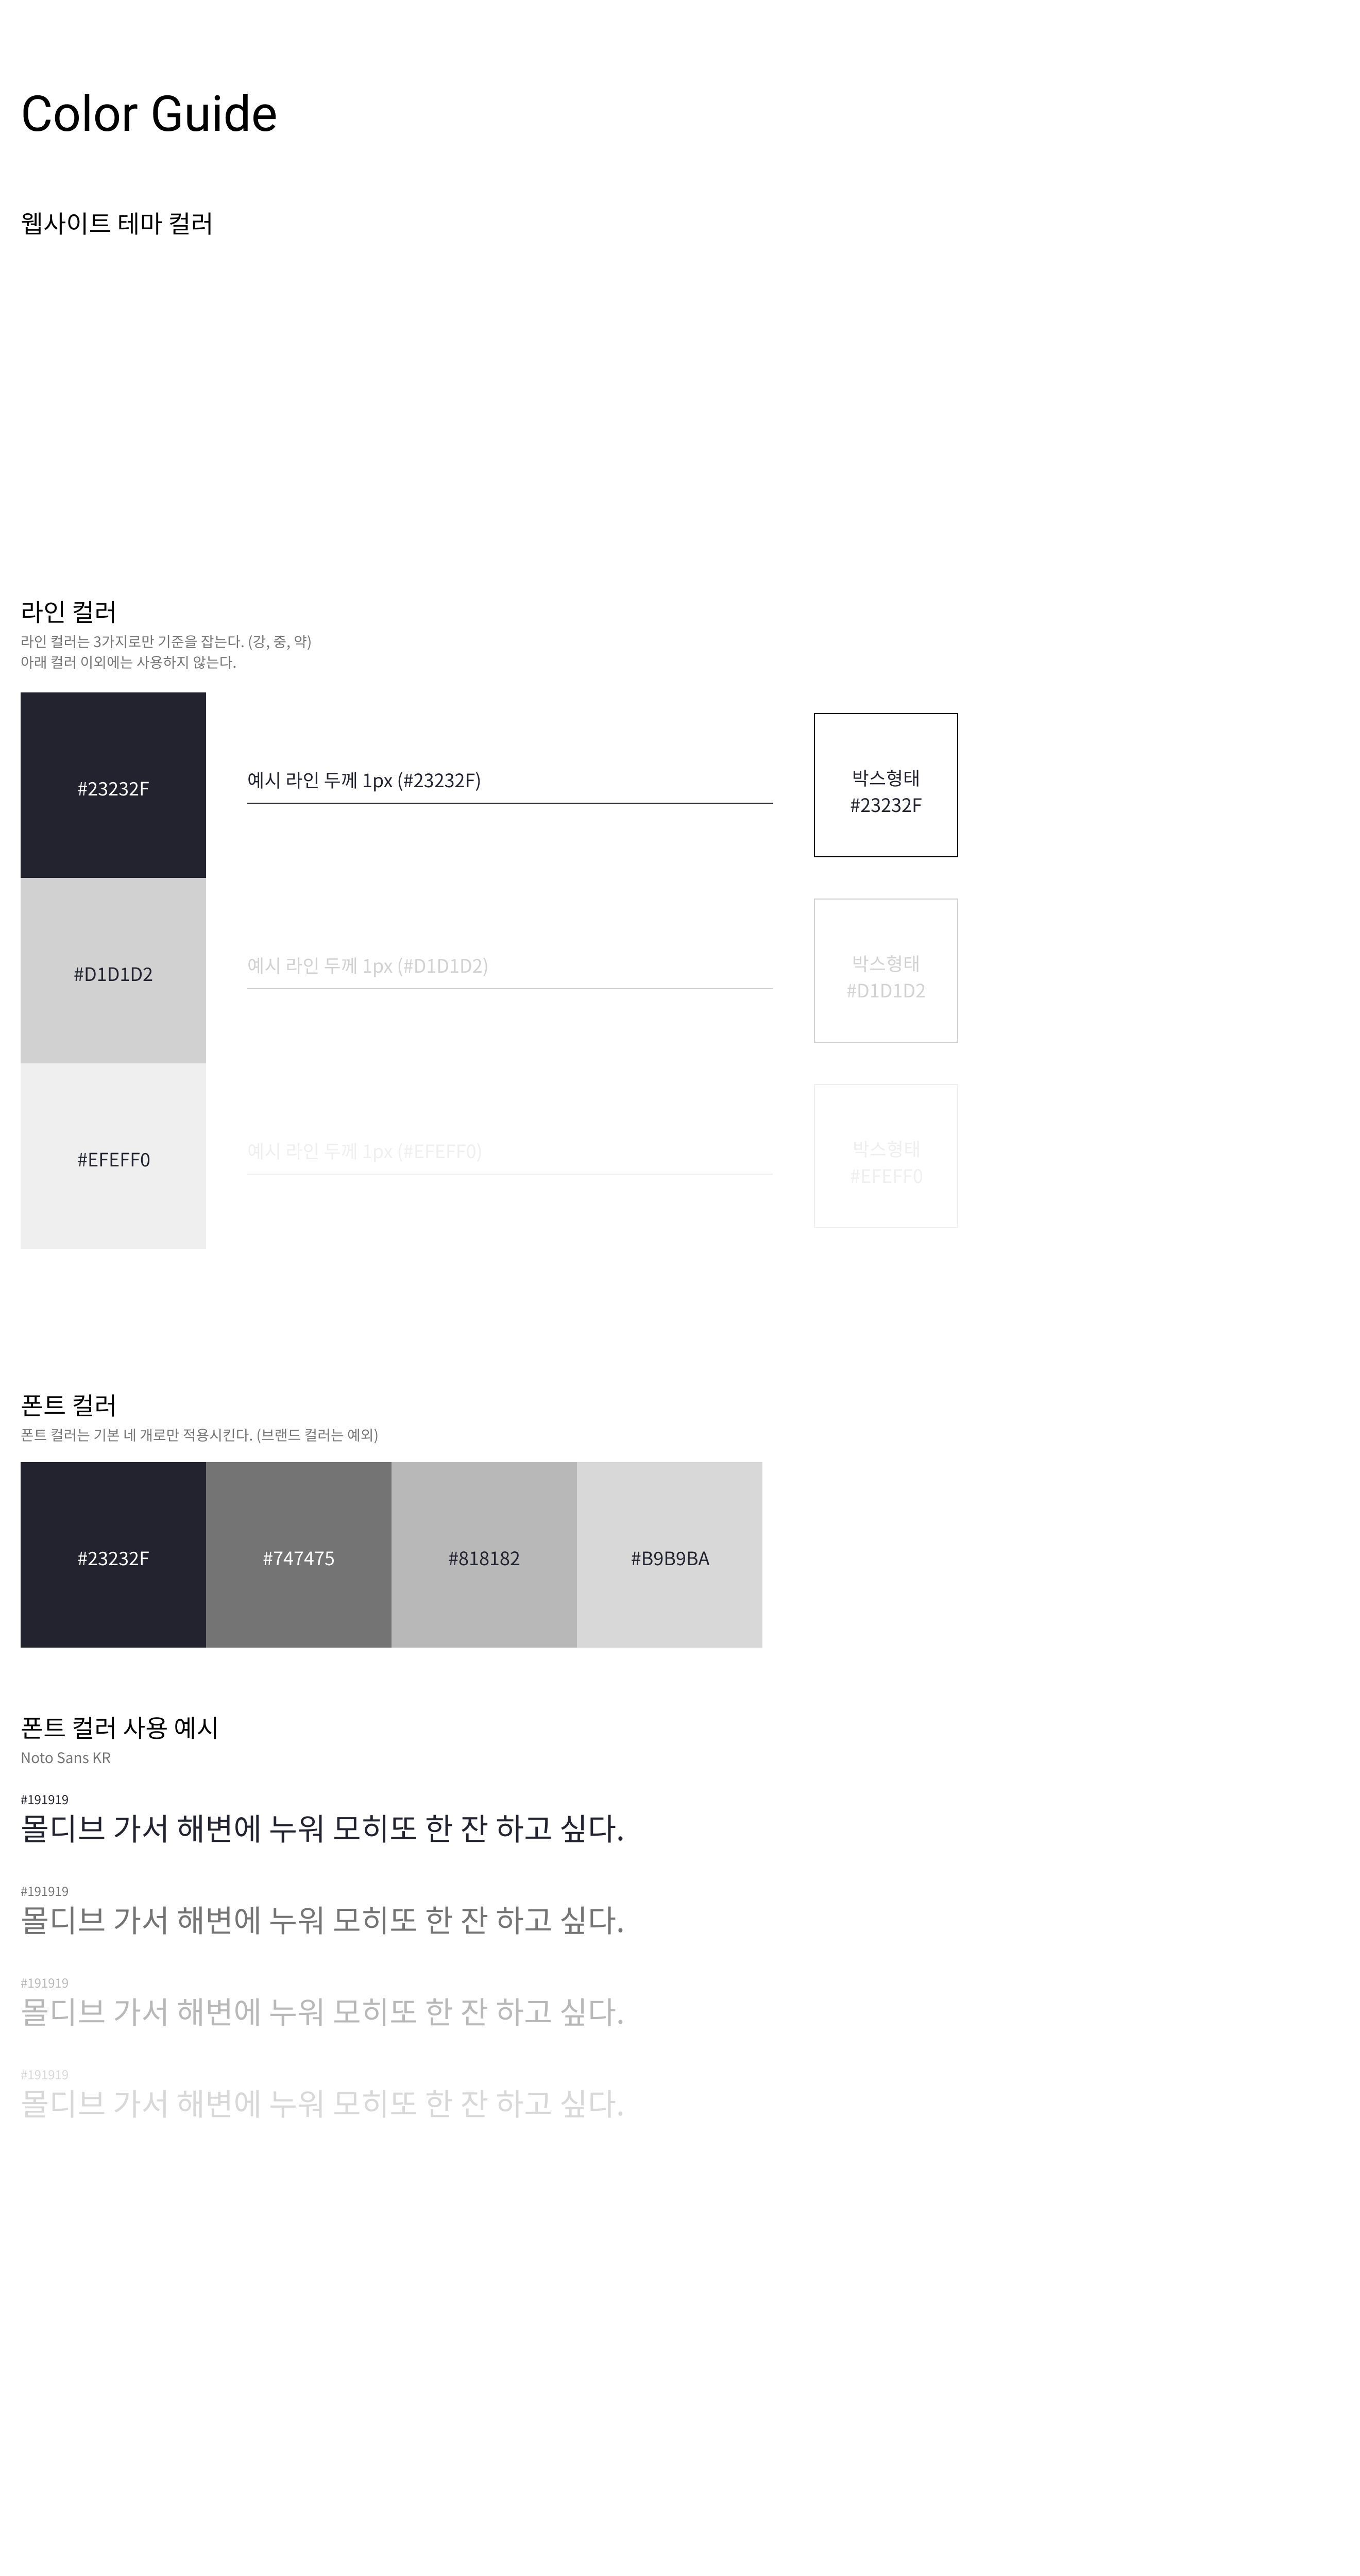 Color Guide
웹사이트 테마 컬러
라인 컬러
라인 컬러는 3가지로만 기준을 잡는다. (강, 중, 약)
아래 컬러 이외에는 사용하지 않는다.
#23232F
예시 라인 두께 1px (#23232F)
박스형태
#23232F
#D1D1D2
예시 라인 두께 1px (#D1D1D2)
박스형태
#D1D1D2
#EFEFF0
예시 라인 두께 1px (#EFEFF0)
박스형태
#EFEFF0
폰트 컬러
폰트 컬러는 기본 네 개로만 적용시킨다. (브랜드 컬러는 예외)
#23232F
#747475
#818182
#B9B9BA
폰트 컬러 사용 예시
Noto Sans KR
#191919
몰디브 가서 해변에 누워 모히또 한 잔 하고 싶다.
#191919
몰디브 가서 해변에 누워 모히또 한 잔 하고 싶다.
#191919
몰디브 가서 해변에 누워 모히또 한 잔 하고 싶다.
#191919
몰디브 가서 해변에 누워 모히또 한 잔 하고 싶다.